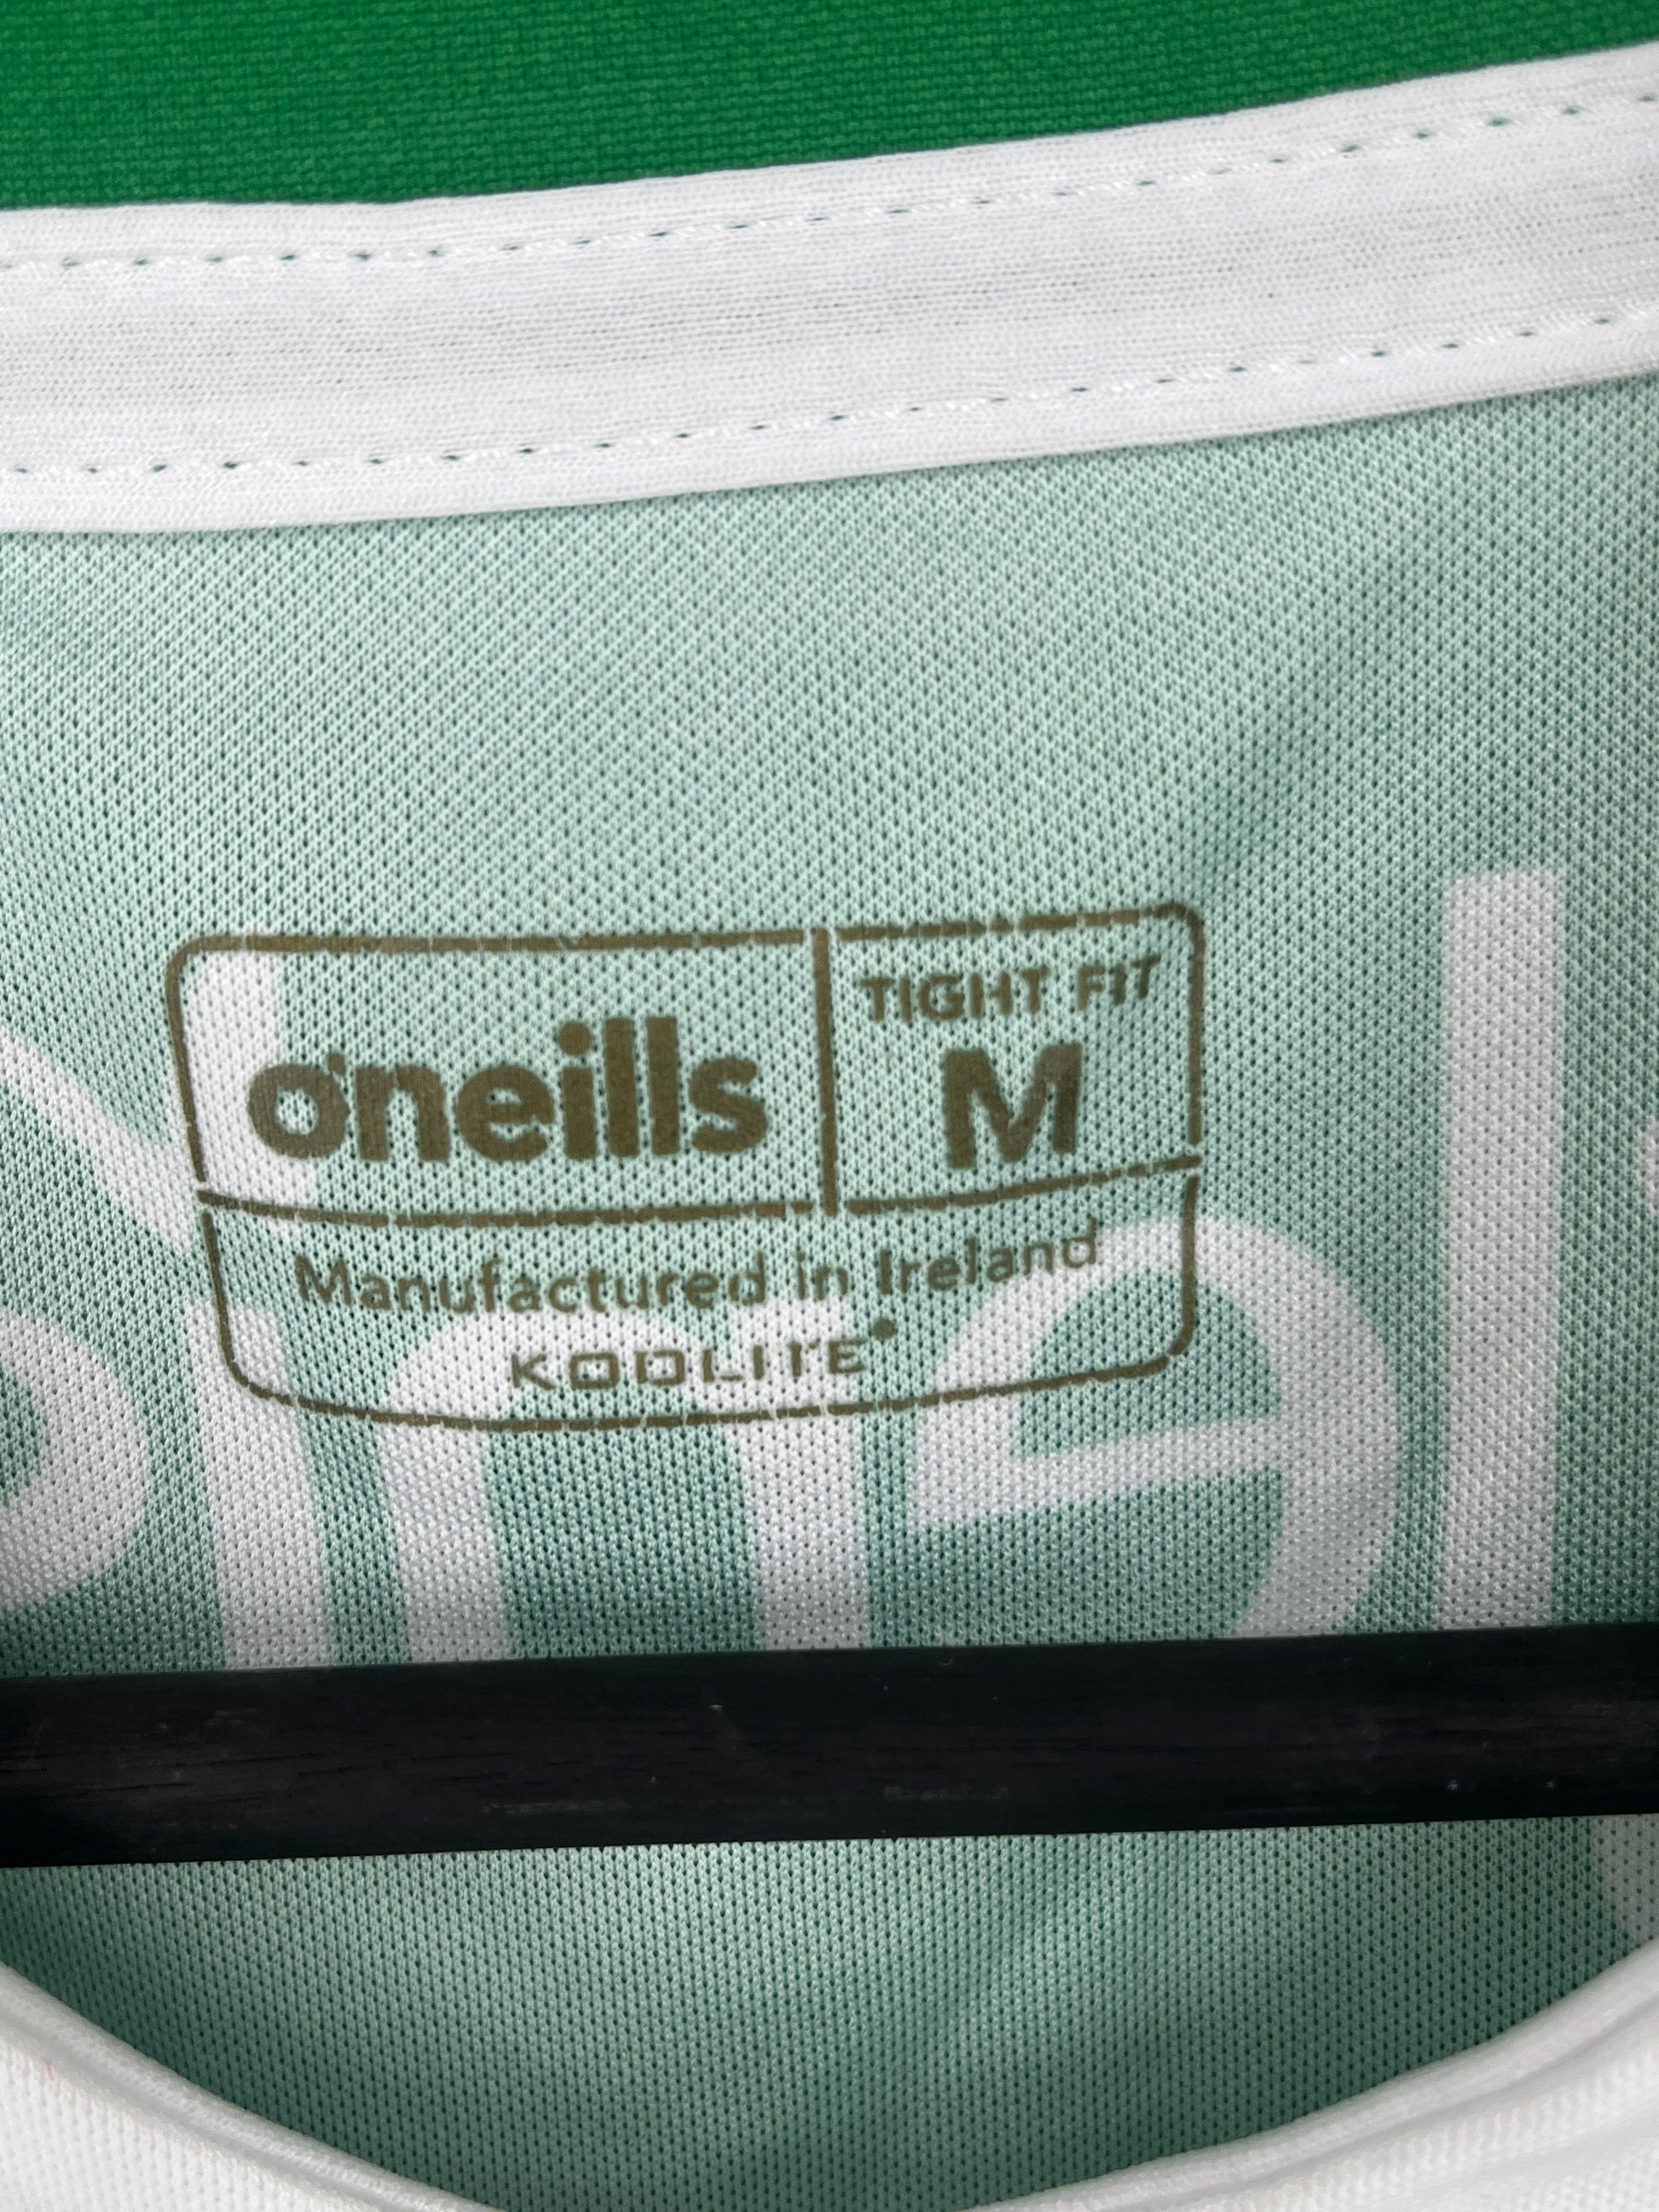 o'neills
TIGHT FIT
M
Manufactured in Ireland
KOOLITE